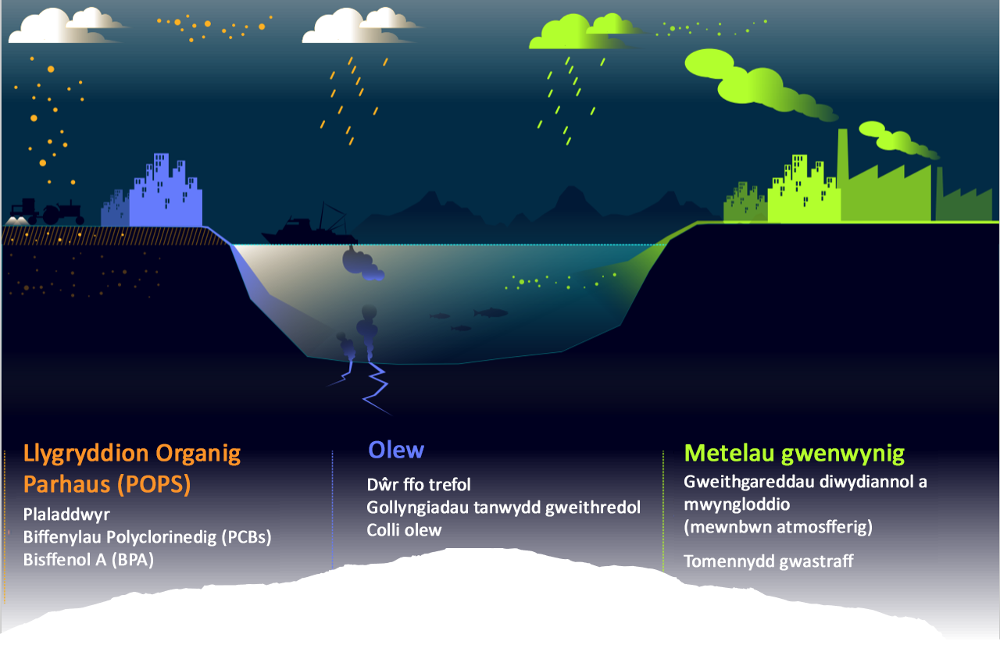 Llygryddion Organig
Parhaus (POPS)
Plaladdwyr
Biffenylau Polyclorinedig (PCBs)
Bisffenol A (BPA)
Olew
Dŵr ffo trefol
Gollyngiadau tanwydd gweithredol
Colli olew
Metelau gwenwynig
Gweithgareddau diwydiannol a
mwyngloddio
(mewnbwn atmosfferig)
Tomennydd gwastraff